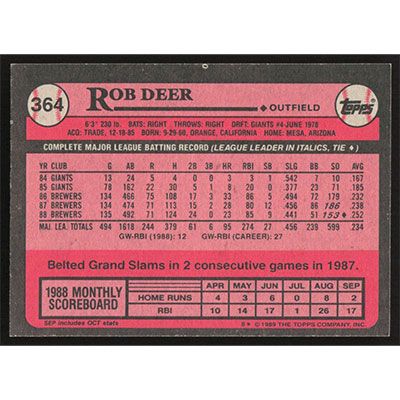 364
ROB DEER
6'3" 230 lb. BATS: RIGHT THROWS: RIGHT DRFT: GIANTS #4-JUNE 1978
ACQ: TRADE, 12-18-85 BORN: 9-29-60, ORANGE, CALIFORNIA HOME: MESA, ARIZONA
♦ OUTFIELD
Topps
COMPLETE MAJOR LEAGUE BATTING RECORD (LEAGUE LEADER IN ITALICS, TIE ♦)
YR CLUB G AB R H 2B 3B HR RBI SB SLG BB SO AVG
84 GIANTS 13 24 5 4 0 0 3 3 1 .542 7 10 .167
85 GIANTS 78 162 22 30 5 1 8 20 0 .377 23 71 .185
86 BREWERS 134 466 75 108 17 3 33 86 5 .494 72 179 .232
87 BREWERS 134 474 71 113 15 2 28 80 12 .456 86 186 .238
88 BREWERS 135 492 71 124 24 0 23 85 9 .441 51 153♦ .252
MAJ. LEA. TOTALS 494 1618 244 379 61 6 95 274 27 .456 239 599 .234
GW-RBI (1988): 12 GW-RBI (CAREER): 27
Belted Grand Slams in 2 consecutive games in 1987.
1988 MONTHLY SCOREBOARD
APR MAY JUN JUL AUG SEP
HOME RUNS 4 3 6 0 8 2
RBI 10 14 17 1 26 17
SEP includes OCT stats
B* © 1989 THE TOPPS COMPANY, INC.